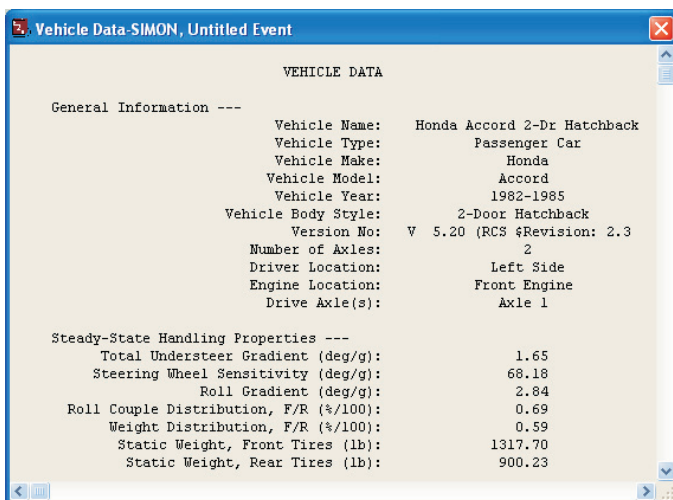 Vehicle Data-SIMON, Untitled Event
VEHICLE DATA
General Information ---
Vehicle Name: Honda Accord 2-Dr Hatchback
Vehicle Type: Passenger Car
Vehicle Make: Honda
Vehicle Model: Accord
Vehicle Year: 1982-1985
Vehicle Body Style: 2-Door Hatchback
Version No: V 5.20 (RCS $Revision: 2.3
Number of Axles: 2
Driver Location: Left Side
Engine Location: Front Engine
Drive Axle(s): Axle 1
Steady-State Handling Properties ---
Total Understeer Gradient (deg/g): 1.65
Steering Wheel Sensitivity (deg/g): 68.18
Roll Gradient (deg/g): 2.84
Roll Couple Distribution, F/R (%/100): 0.69
Weight Distribution, F/R (%/100): 0.59
Static Weight, Front Tires (lb): 1317.70
Static Weight, Rear Tires (lb): 900.23